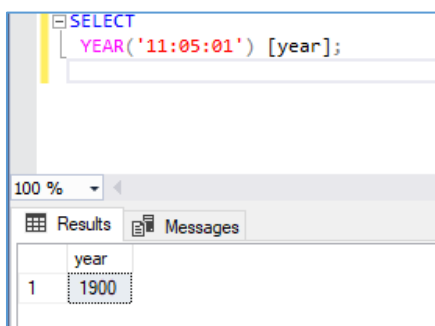 SELECT
YEAR('11:05:01') [year];
100 %
Results Messages
year
1 1900